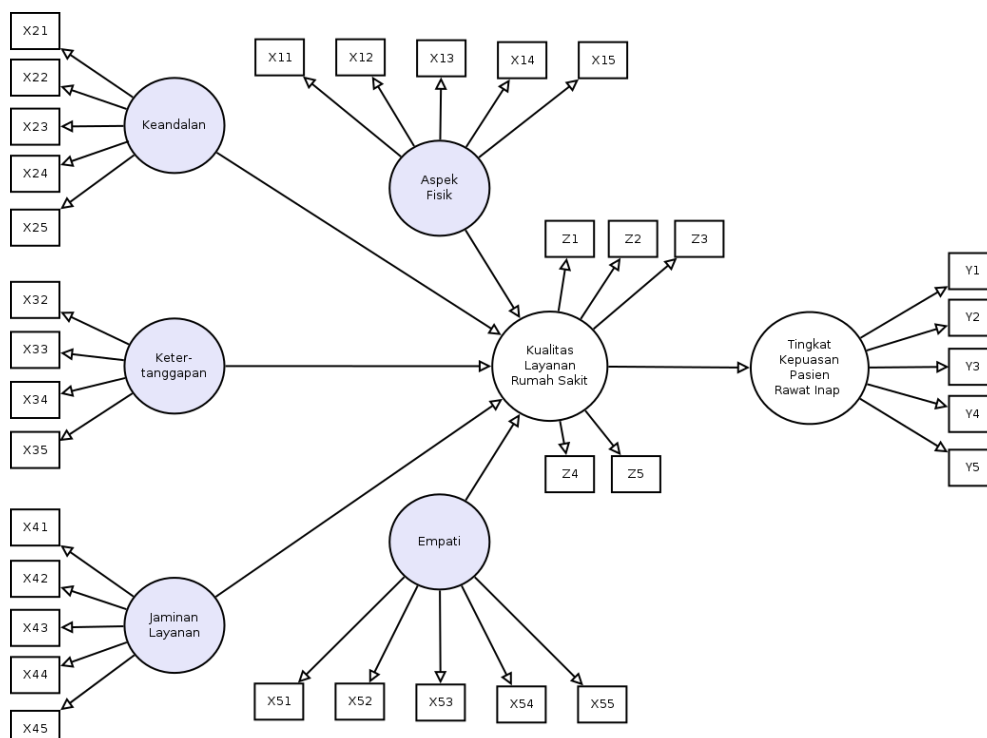 X21
X22
X23
X24
X25
Keandalan
X11
X12
X13
X14
X15
Aspek
Fisik
X32
X33
X34
X35
Keter-
tanggapan
Z1
Z2
Z3
Kualitas
Layanan
Rumah Sakit
Z4
Z5
Tingkat
Kepuasan
Pasien
Rawat Inap
Y1
Y2
Y3
Y4
Y5
X41
X42
X43
X44
X45
Jaminan
Layanan
Empati
X51
X52
X53
X54
X55